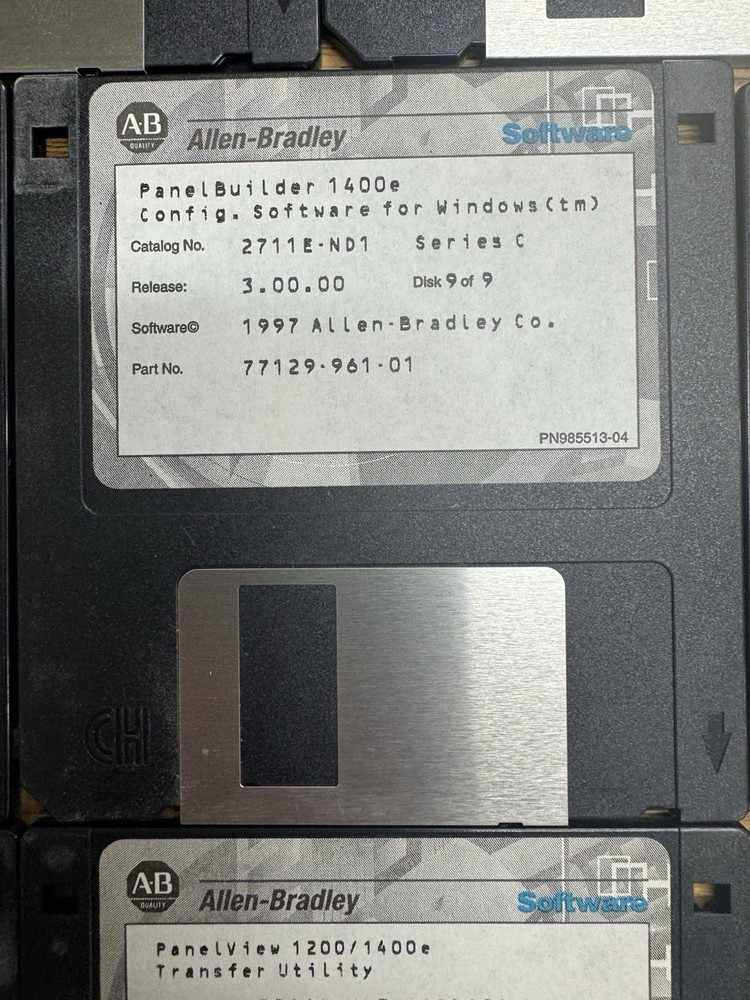 A·B
QUALITY
Allen-Bradley Software
PanelBuilder 1400e
Config. Software for Windows(tm)
Catalog No. 2711E-ND1 Series C
Release: 3.00.00 Disk 9 of 9
Software© 1997 Allen-Bradley Co.
Part No. 77129-961-01
PN985513-04
CH
A·B
QUALITY
Allen-Bradley Software
PanelView 1200/1400e
Transfer Utility